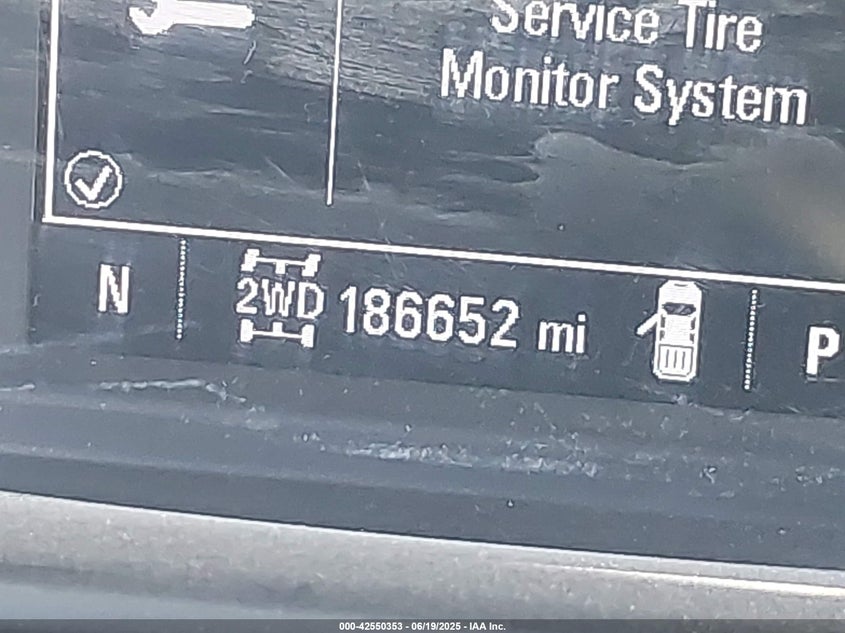 Service Tire
Monitor System
N
2WD 186652 mi
P
000-42550353 - 06/19/2025 - IAA Inc.